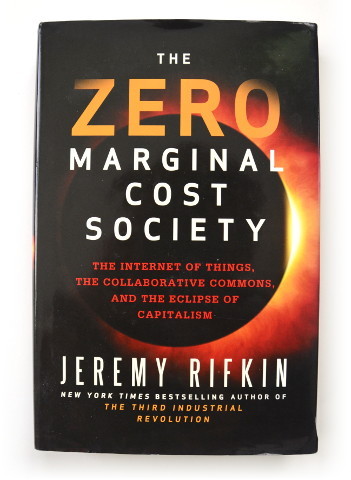 THE
ZERO
MARGINAL
COST
SOCIETY
THE INTERNET OF THINGS,
THE COLLABORATIVE COMMONS,
AND THE ECLIPSE OF
CAPITALISM
JEREMY RIFKIN
NEW YORK TIMES BESTSELLING AUTHOR OF
THE THIRD INDUSTRIAL
REVOLUTION